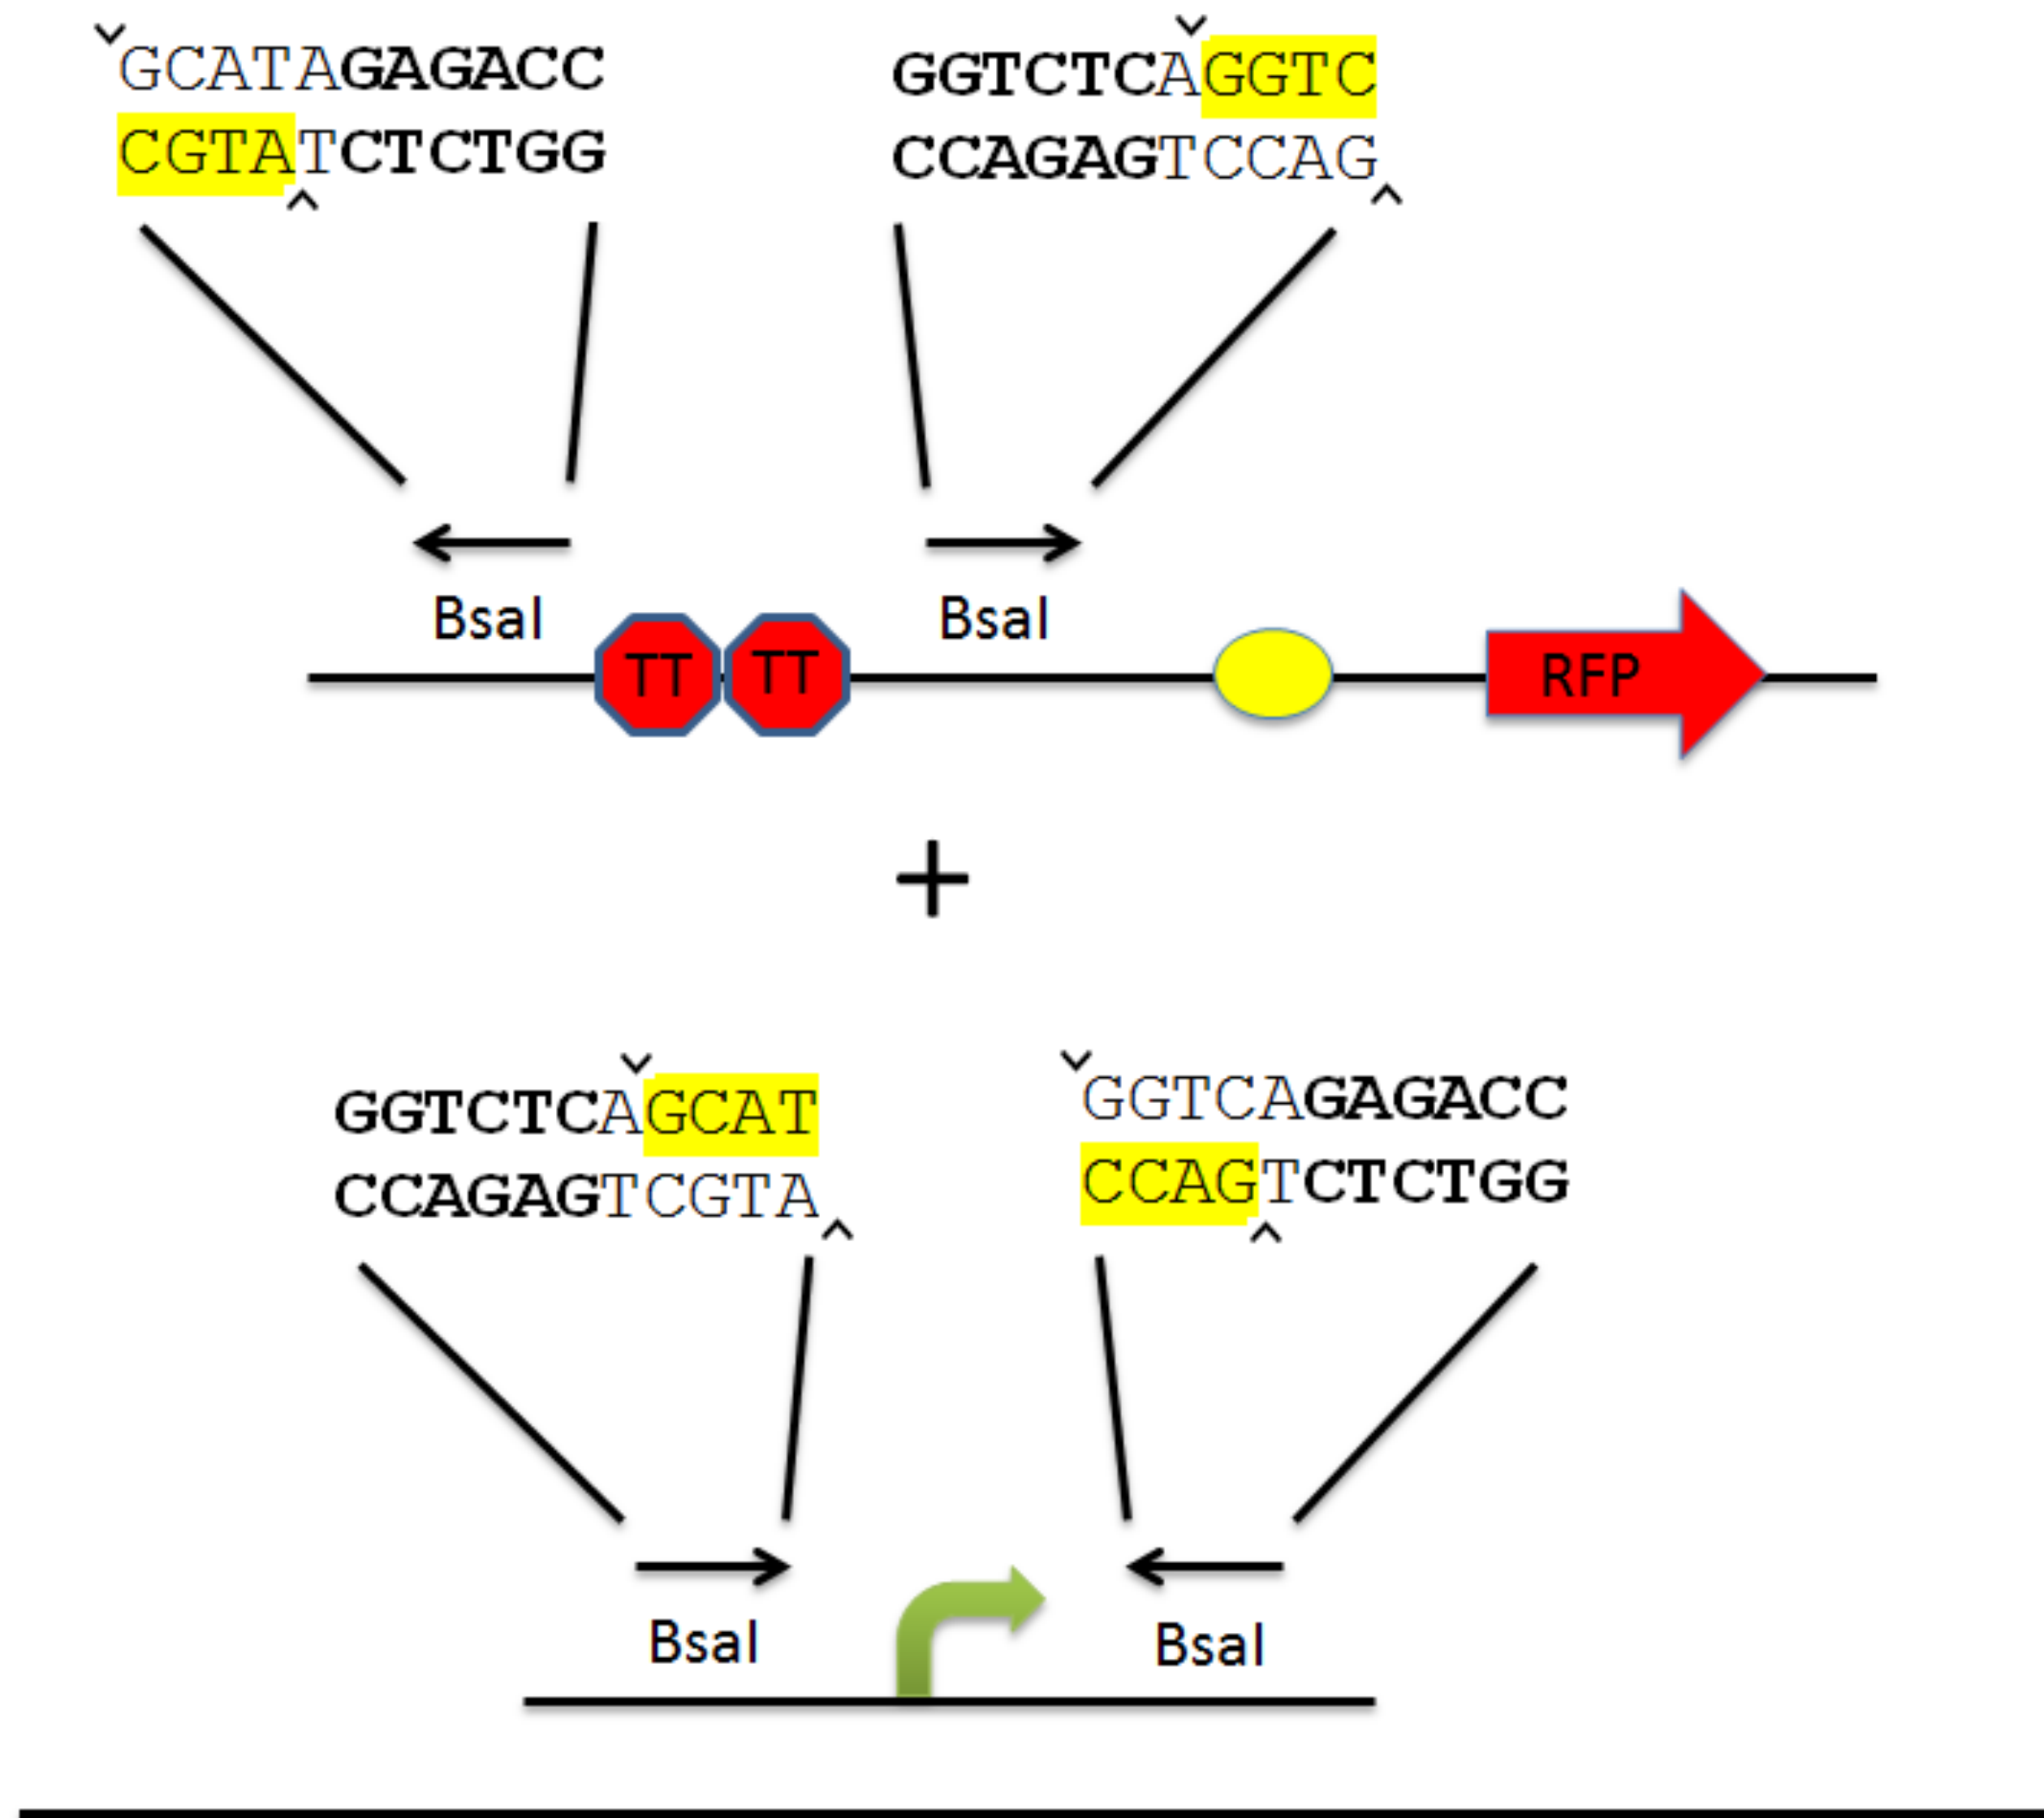 GCATAGAGACC
CGTATCTCTGG
GGTCTCAGGTC
CCAGAGTCCAG
BsaI
BsaI
TT
TT
RFP
+
GGTCTCAGCAT
CCAGAGTCGTA
GGTCAGAGACC
CCAGTCTCTGG
BsaI
BsaI